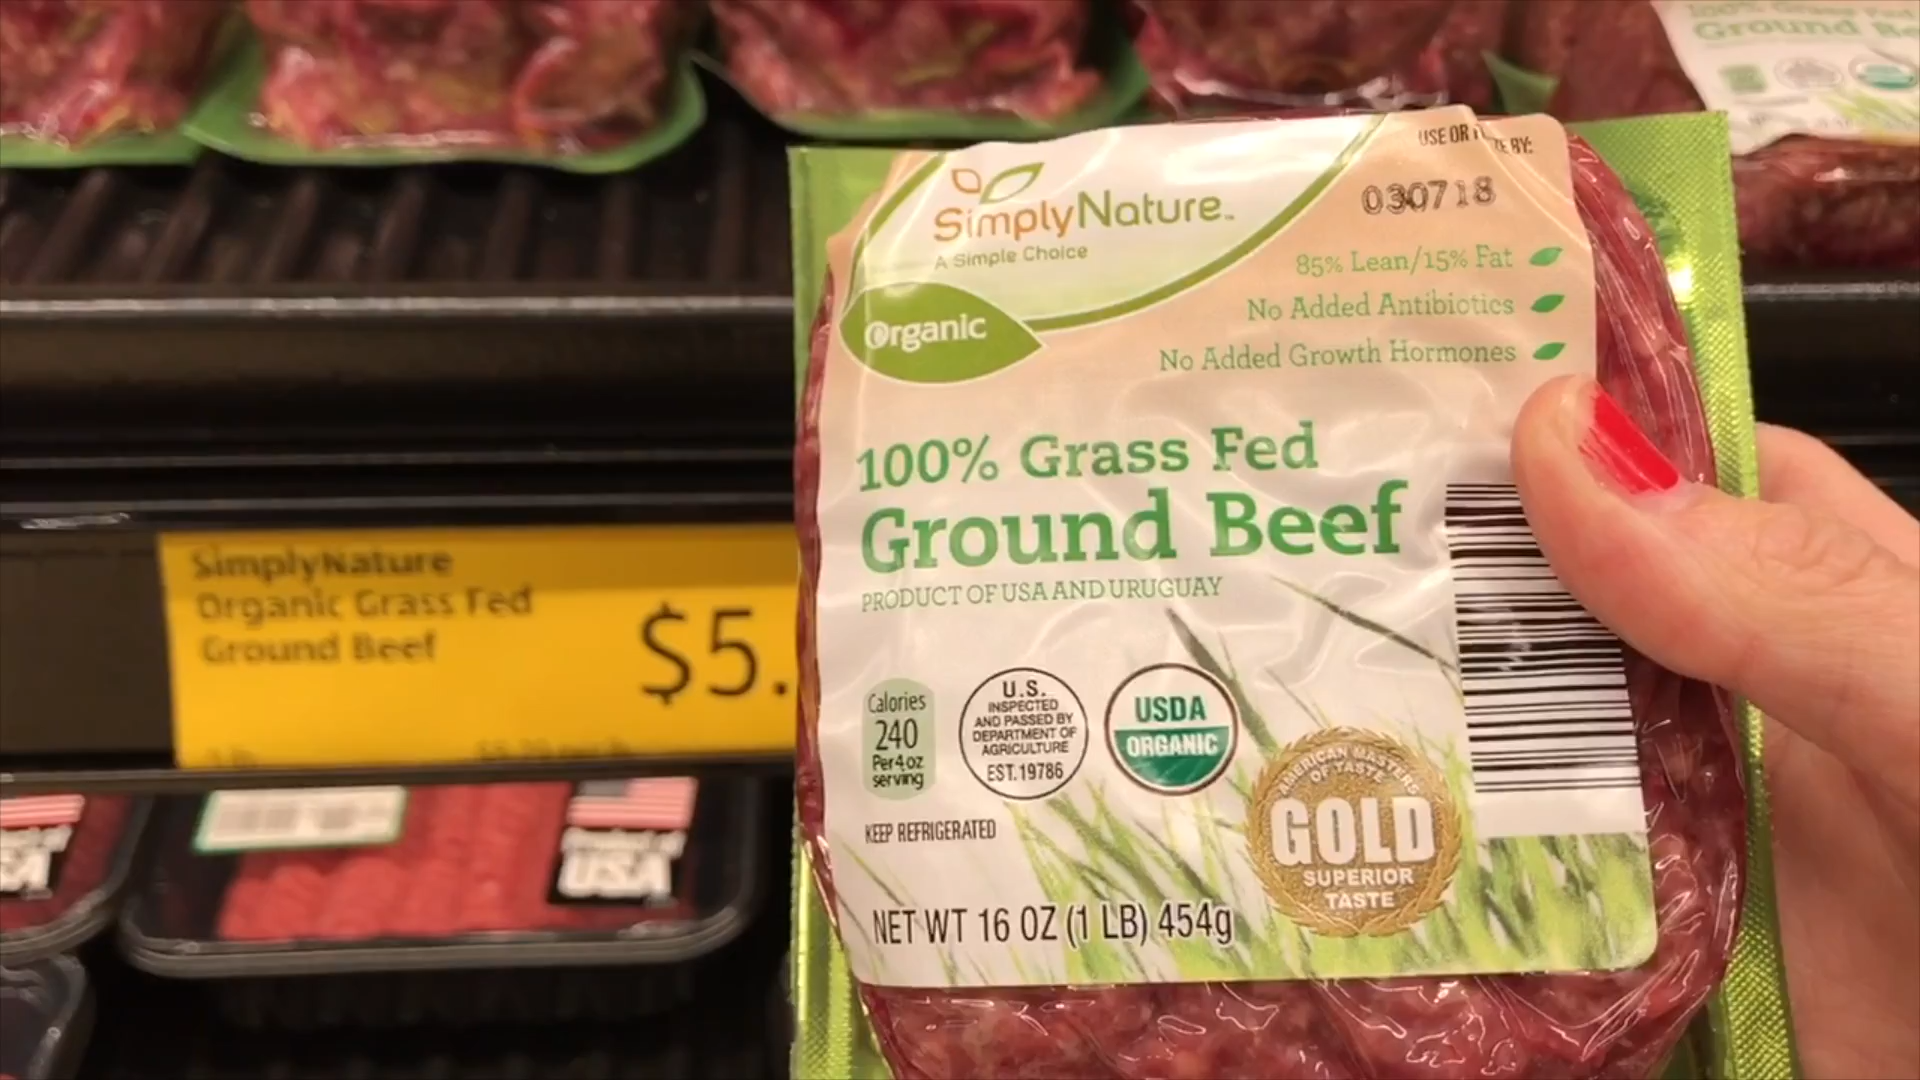 Ground Be
USE OR BY:
030718
SimplyNature™
A Simple Choice
85% Lean/15% Fat
No Added Antibiotics
Organic
No Added Growth Hormones
100% Grass Fed
Ground Beef
PRODUCT OF USA AND URUGUAY
SimplyNature
Organic Grass Fed
Ground Beef
$5.
Calories
240
Per 4 oz
serving
U.S.
INSPECTED
AND PASSED BY
DEPARTMENT OF
AGRICULTURE
EST. 19786
USDA
ORGANIC
AMERICAN MASTERS
OF TASTE
GOLD
SUPERIOR
TASTE
KEEP REFRIGERATED
NET WT 16 OZ (1 LB) 454g
USA